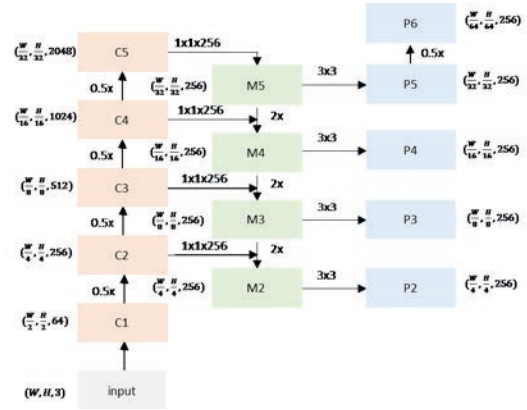 P6 (W/64, H/64, 256)
(W/32, H/32, 2048) C5 1x1x256 0.5x
0.5x (W/32, H/32, 256) M5 3x3 P5 (W/32, H/32, 256)
(W/16, H/16, 1024) C4 1x1x256 2x
0.5x (W/16, H/16, 256) M4 3x3 P4 (W/16, H/16, 256)
(W/8, H/8, 512) C3 1x1x256 2x
0.5x (W/8, H/8, 256) M3 3x3 P3 (W/8, H/8, 256)
(W/4, H/4, 256) C2 1x1x256 2x
0.5x (W/4, H/4, 256) M2 3x3 P2 (W/4, H/4, 256)
(W/2, H/2, 64) C1
(W, H, 3) input